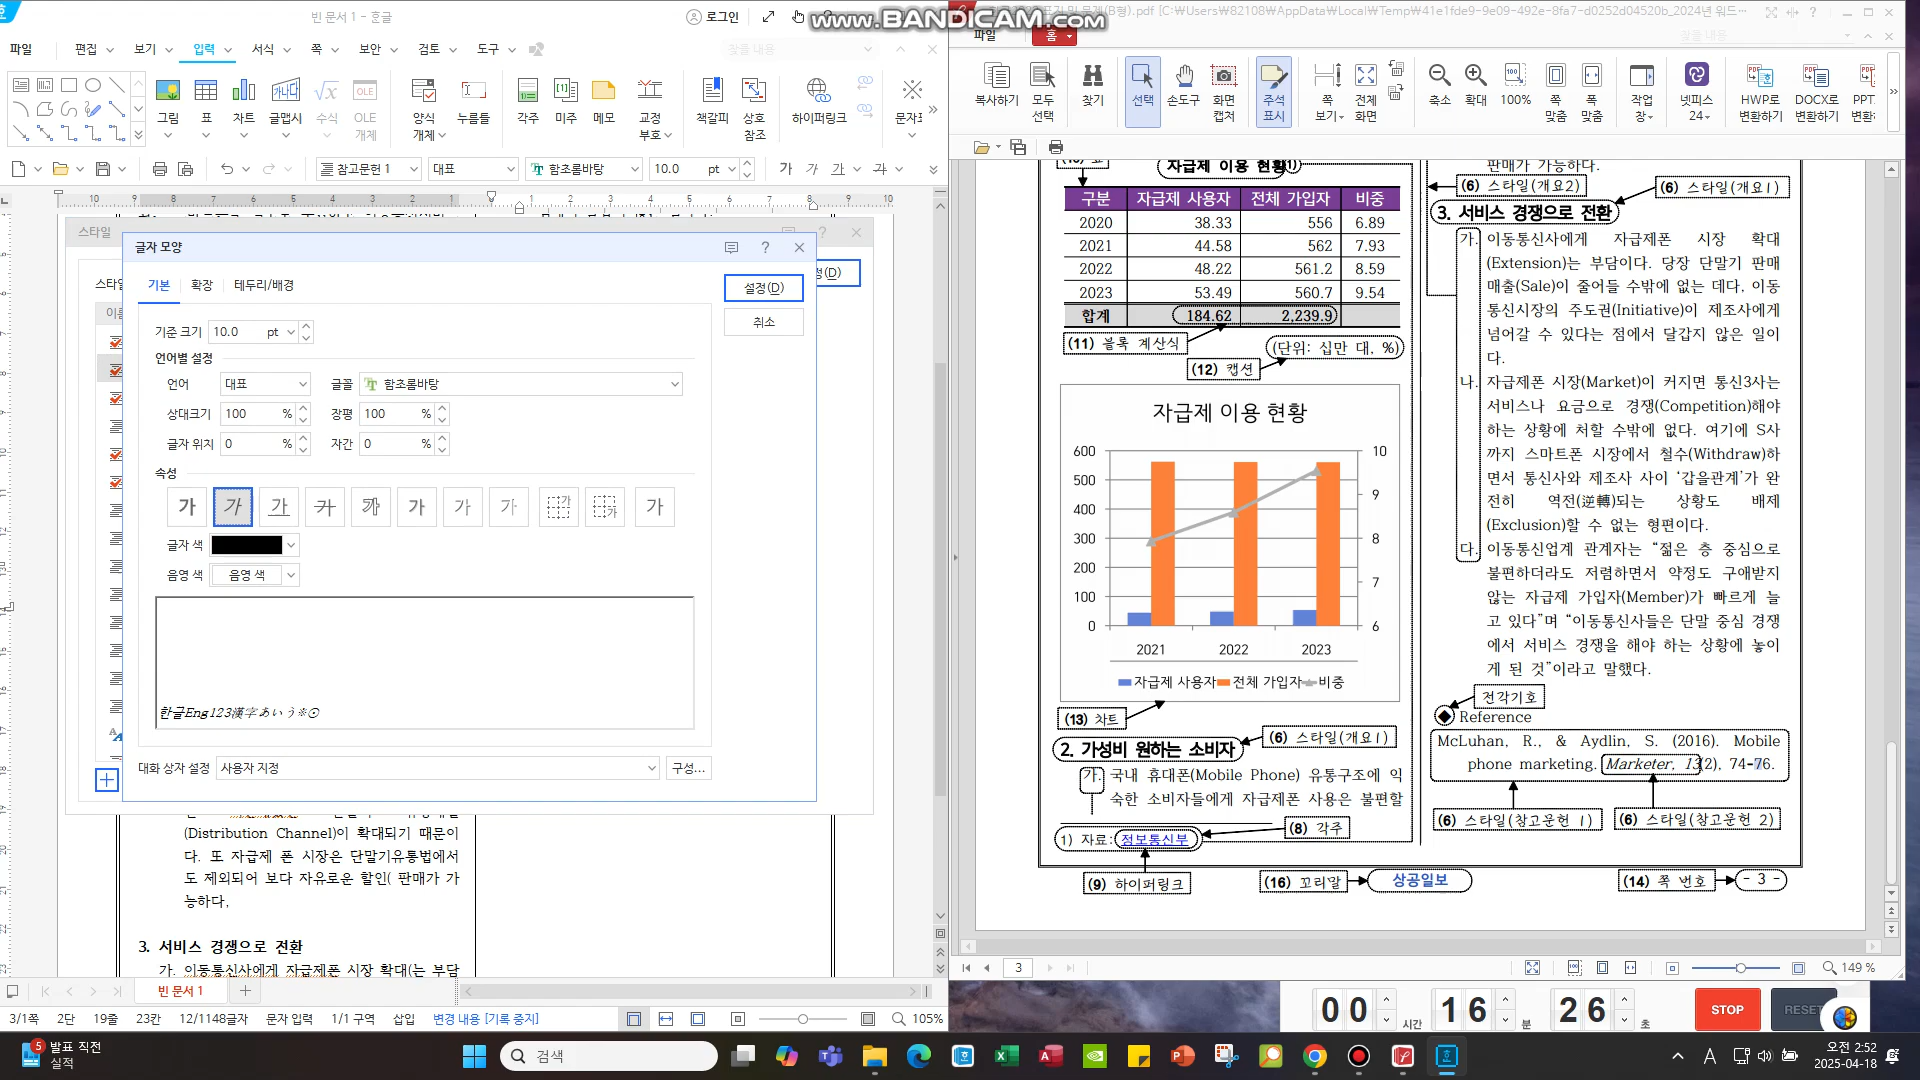 빈 문서 1 - 한글
로그인
www.BANDICAM.com
파일
편집
보기
입력
서식
쪽
보안
검토
도구
찾을 내용
그림
표
차트
글맵시
수식
OLE
개체
양식
개체
누름틀
각주
미주
메모
교정
부호
책갈피
상호
참조
하이퍼링크
참고문헌 1
대표
함초롬바탕
10.0 pt
스타일
글자 모양
기본
확장
테두리/배경
설정(D)
취소
기준 크기 10.0 pt
언어별 설정
언어 대표
글꼴 함초롬바탕
상대크기 100 %
장평 100 %
글자 위치 0 %
자간 0 %
속성
글자 색
음영 색 음영 색
한글Eng123漢字あいう※⊙
대화 상자 설정 사용자 지정
구성...
(Distribution Channel)이 확대되기 때문이
다. 또 자급제 폰 시장은 단말기유통법에서
도 제외되어 보다 자유로운 할인( 판매가 가
능하다,
3. 서비스 경쟁으로 전환
가. 이동통신사에게 자급제폰 시장 확대(는 부담
빈 문서 1
3/1쪽 2단 19줄 23칸 12/1148글자 문자 입력 1/1 구역 삽입 변경 내용 [기록 중지]
105%
파일
홈
찾을 내용
복사하기
모두
선택
찾기
선택
손도구
화면
캡처
주석
표시
쪽
보기
전체
화면
축소
확대
100%
쪽
맞춤
폭
맞춤
작업
창
넷피스
24
HWP로
변환하기
DOCX로
변환하기
자급제 이용 현황1)
구분 자급제 사용자 전체 가입자 비중
2020 38.33 556 6.89
2021 44.58 562 7.93
2022 48.22 561.2 8.59
2023 53.49 560.7 9.54
합계 184.62 2,239.9
(11) 블록 계산식
(단위: 십만 대, %)
(12) 캡션
자급제 이용 현황
600
500
400
300
200
100
0
10
9
8
7
6
2021 2022 2023
자급제 사용자 전체 가입자 비중
(13) 차트
2. 가성비 원하는 소비자
(6) 스타일(개요1)
가. 국내 휴대폰(Mobile Phone) 유통구조에 익
숙한 소비자들에게 자급제폰 사용은 불편할
1) 자료: 정보통신부
(8) 각주
(9) 하이퍼링크
(16) 꼬리말
상공일보
(14) 쪽 번호
- 3 -
판매가 가능하다.
(6) 스타일(개요2)
(6) 스타일(개요1)
3. 서비스 경쟁으로 전환
가. 이동통신사에게 자급제폰 시장 확대
(Extension)는 부담이다. 당장 단말기 판매
매출(Sale)이 줄어들 수밖에 없는 데다, 이동
통신시장의 주도권(Initiative)이 제조사에게
넘어갈 수 있다는 점에서 달갑지 않은 일이
다.
나. 자급제폰 시장(Market)이 커지면 통신3사는
서비스나 요금으로 경쟁(Competition)해야
하는 상황에 처할 수밖에 없다. 여기에 S사
까지 스마트폰 시장에서 철수(Withdraw)하
면서 통신사와 제조사 사이 ‘갑을관계’가 완
전히 역전(逆轉)되는 상황도 배제
(Exclusion)할 수 없는 형편이다.
다. 이동통신업계 관계자는 “젊은 층 중심으로
불편하더라도 저렴하면서 약정도 구애받지
않는 자급제 가입자(Member)가 빠르게 늘
고 있다”며 “이동통신사들은 단말 중심 경쟁
에서 서비스 경쟁을 해야 하는 상황에 놓이
게 된 것”이라고 말했다.
전각기호
◆ Reference
McLuhan, R., & Aydlin, S. (2016). Mobile
phone marketing. Marketer, 13(2), 74-76.
(6) 스타일(참고문헌 1)
(6) 스타일(참고문헌 2)
3
149 %
00 시간 16 분 26 초
STOP
RESET
5
발표 직전
실적
검색
A
오전 2:52
2025-04-18